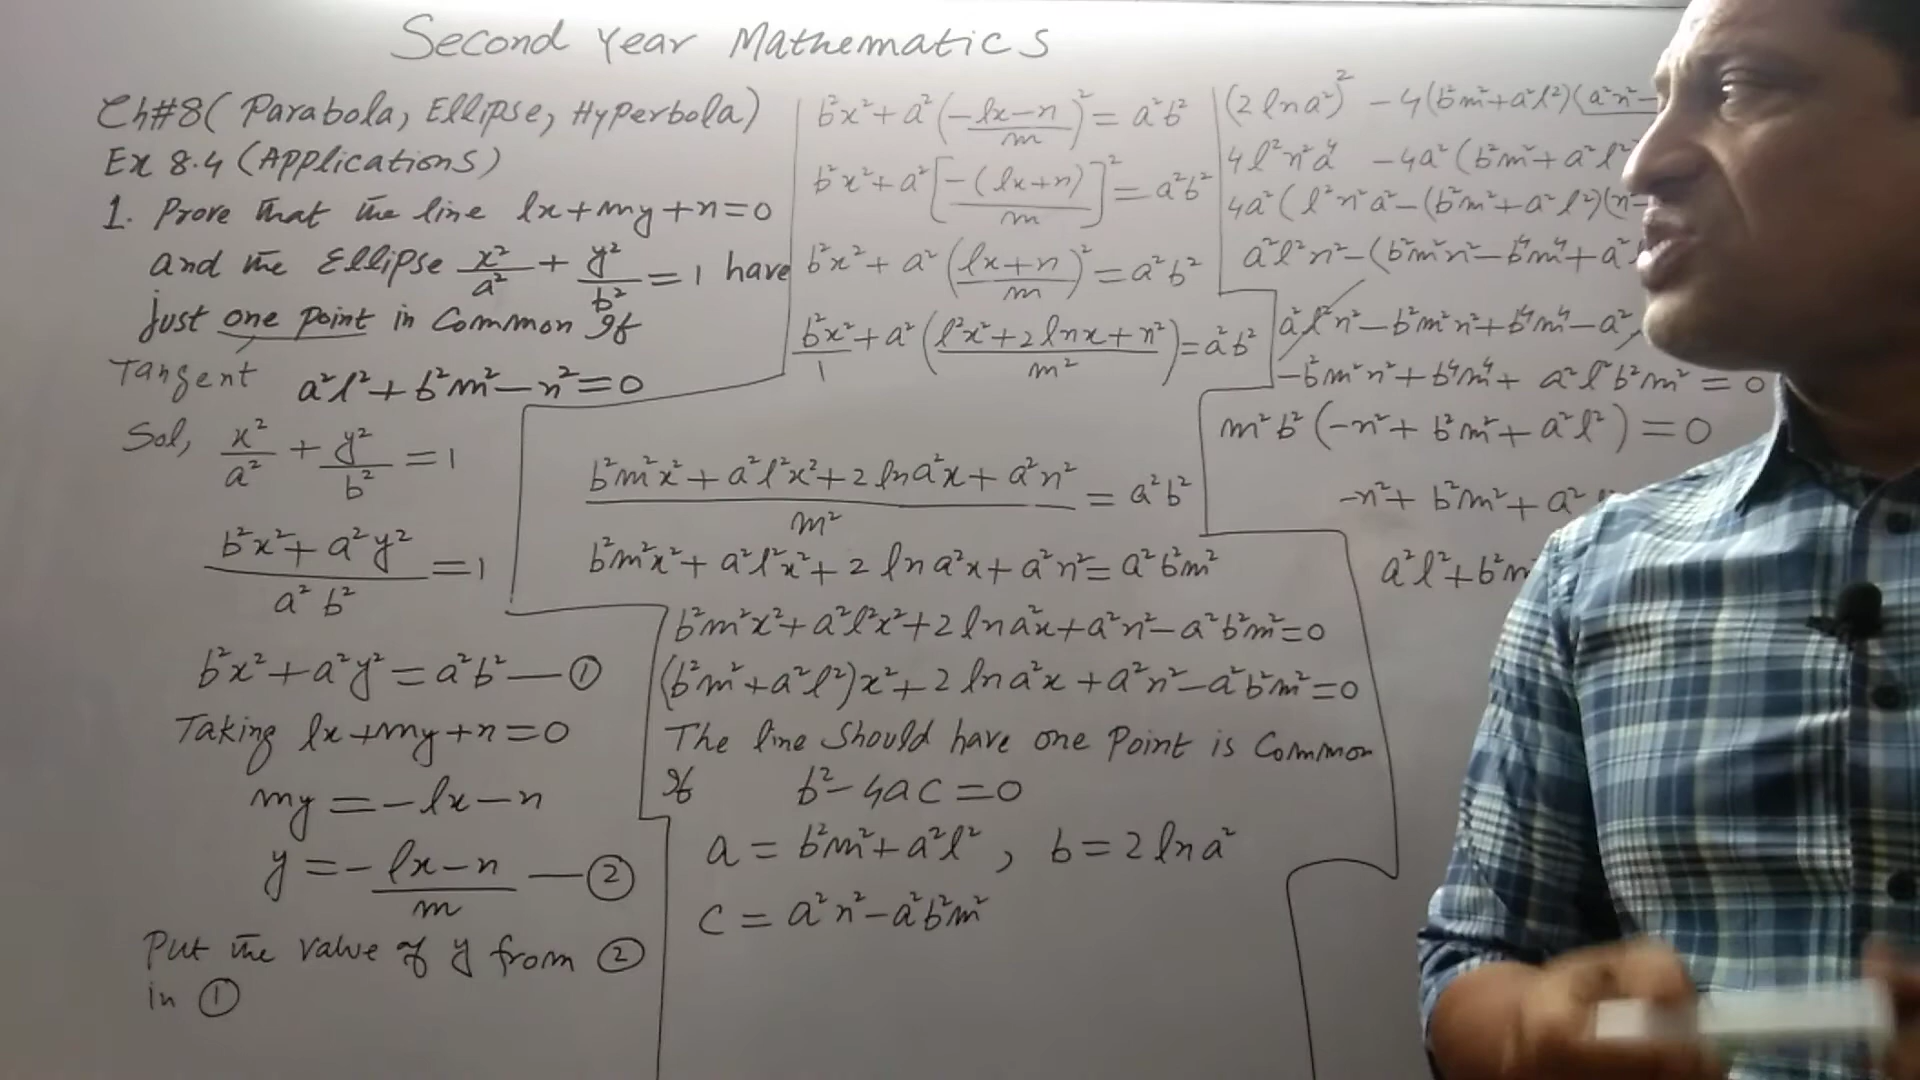 Second Year Mathematics
Ch#8( Parabola, Ellipse, Hyperbola)
Ex 8.4 (Applications)
1. Prove that the line lx+my+n=0
and the Ellipse x²/a² + y²/b² = 1 have
just one point in Common If
Tangent a²l²+b²m²−n²=0
Sol, x²/a² + y²/b² = 1
(b²x²+a²y²)/(a²b²) = 1
b²x²+a²y²=a²b² — ①
Taking lx+my+n=0
my = −lx−n
y = −(lx−n)/m — ②
Put the value of y from ②
in ①
b²x²+a²((−lx−n)/m)² = a²b²
b²x²+a²[−(lx+n)/m]² = a²b²
b²x²+a²((lx+n)/m)² = a²b²
b²x²/1 + a²((l²x²+2lnx+n²)/m²) = a²b²
(b²m²x²+a²l²x²+2lna²x+a²n²)/m² = a²b²
b²m²x²+a²l²x²+2lna²x+a²n²=a²b²m²
b²m²x²+a²l²x²+2lna²x+a²n²−a²b²m²=0
(b²m²+a²l²)x²+2lna²x+a²n²−a²b²m²=0
The line Should have one Point is Common
If b²−4ac=0
a = b²m²+a²l² , b=2lna²
c = a²n²−a²b²m²
(2lna²)² −4(b²m²+a²l²)(a²n²−
4l²n²a⁴ −4a²(b²m²+a²l²
4a²(l²n²a²−(b²m²+a²l²)(n²−
a²l²n²−(b²m²n²−b⁴m⁴+a²
a²l²n²−b²m²n²+b⁴m⁴−a²
−b²m²n²+b⁴m⁴+a²l²b²m²=0
m²b²(−n²+b²m²+a²l²)=0
−n²+b²m²+a²
a²l²+b²m